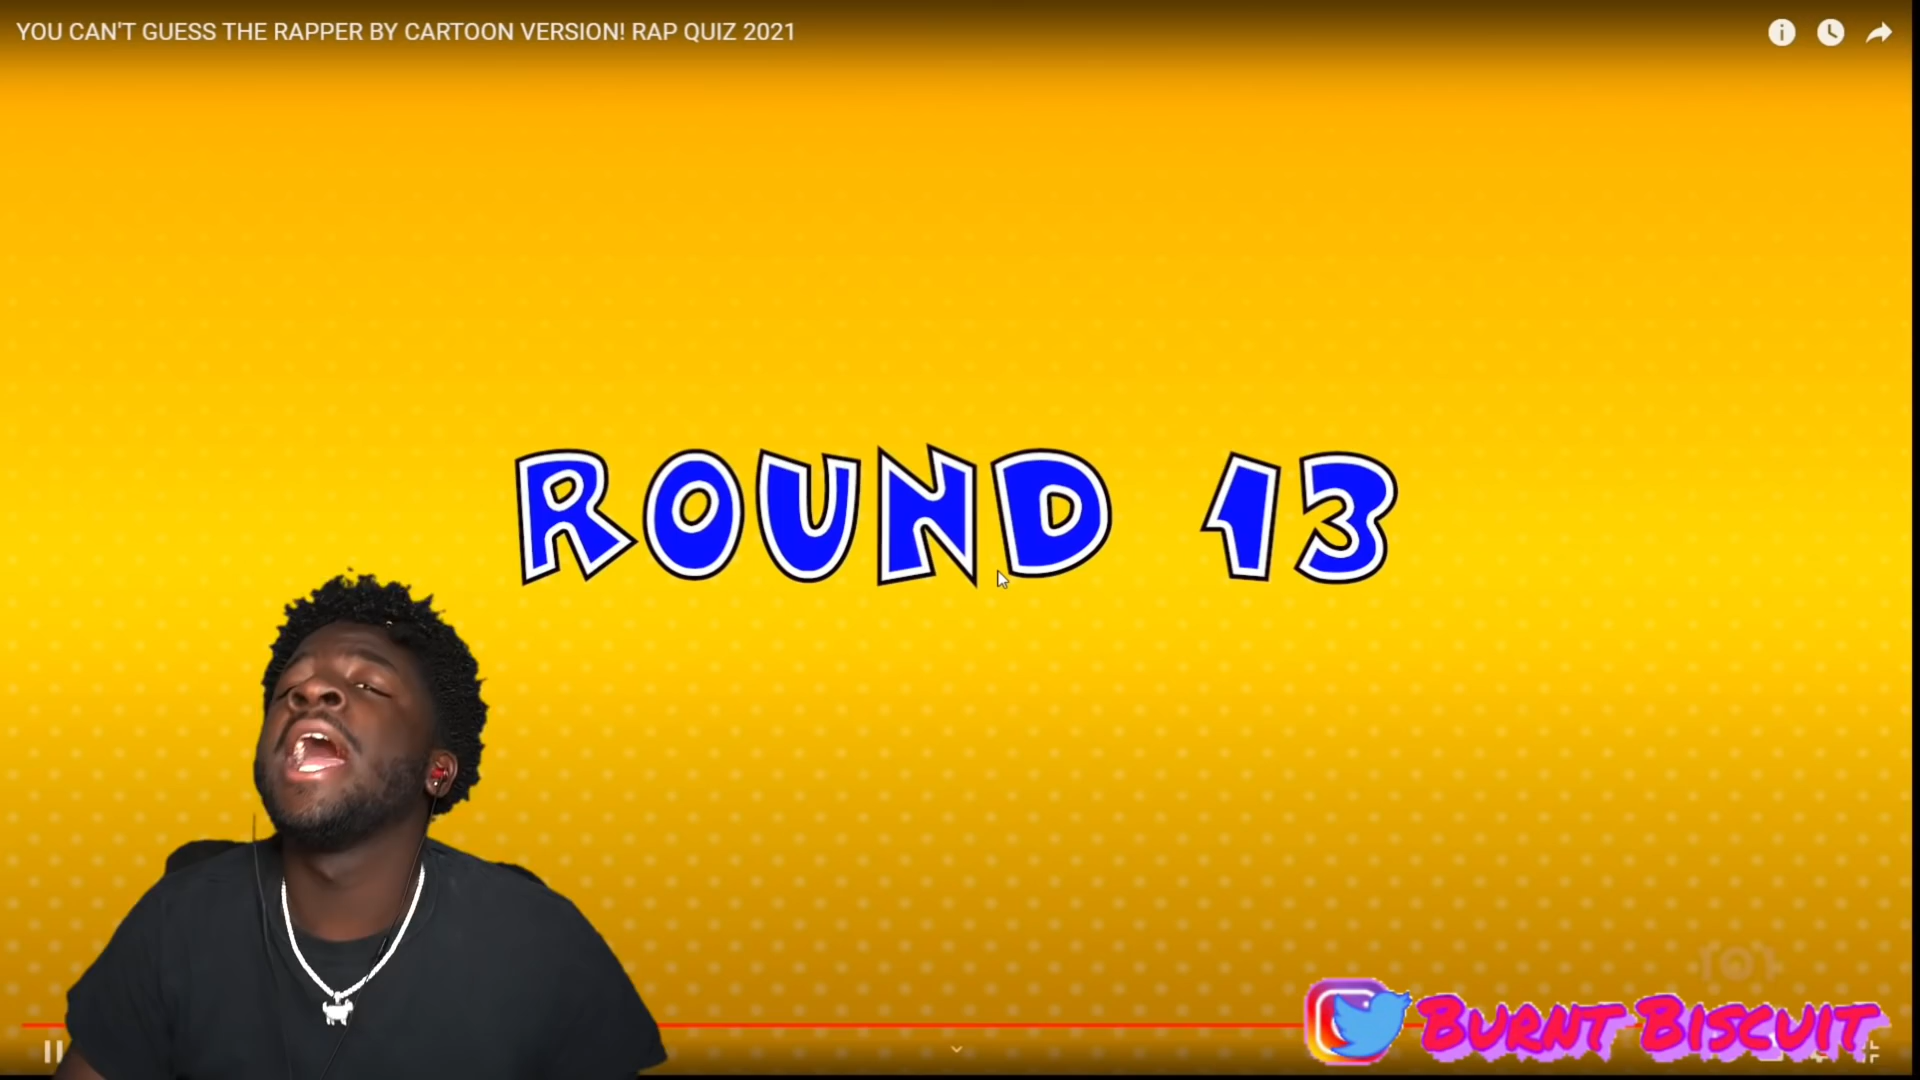 YOU CAN'T GUESS THE RAPPER BY CARTOON VERSION! RAP QUIZ 2021
ROUND 13
BURNT BISCUIT